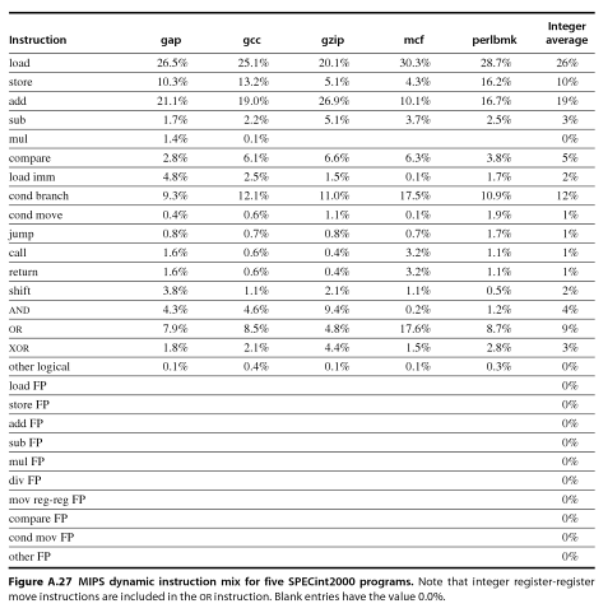 Instruction gap gcc gzip mcf perlbmk Integer average
load 26.5% 25.1% 20.1% 30.3% 28.7% 26%
store 10.3% 13.2% 5.1% 4.3% 16.2% 10%
add 21.1% 19.0% 26.9% 10.1% 16.7% 19%
sub 1.7% 2.2% 5.1% 3.7% 2.5% 3%
mul 1.4% 0.1% 0%
compare 2.8% 6.1% 6.6% 6.3% 3.8% 5%
load imm 4.8% 2.5% 1.5% 0.1% 1.7% 2%
cond branch 9.3% 12.1% 11.0% 17.5% 10.9% 12%
cond move 0.4% 0.6% 1.1% 0.1% 1.9% 1%
jump 0.8% 0.7% 0.8% 0.7% 1.7% 1%
call 1.6% 0.6% 0.4% 3.2% 1.1% 1%
return 1.6% 0.6% 0.4% 3.2% 1.1% 1%
shift 3.8% 1.1% 2.1% 1.1% 0.5% 2%
AND 4.3% 4.6% 9.4% 0.2% 1.2% 4%
OR 7.9% 8.5% 4.8% 17.6% 8.7% 9%
XOR 1.8% 2.1% 4.4% 1.5% 2.8% 3%
other logical 0.1% 0.4% 0.1% 0.1% 0.3% 0%
load FP 0%
store FP 0%
add FP 0%
sub FP 0%
mul FP 0%
div FP 0%
mov reg-reg FP 0%
compare FP 0%
cond mov FP 0%
other FP 0%
Figure A.27 MIPS dynamic instruction mix for five SPECint2000 programs. Note that integer register-register
move instructions are included in the OR instruction. Blank entries have the value 0.0%.